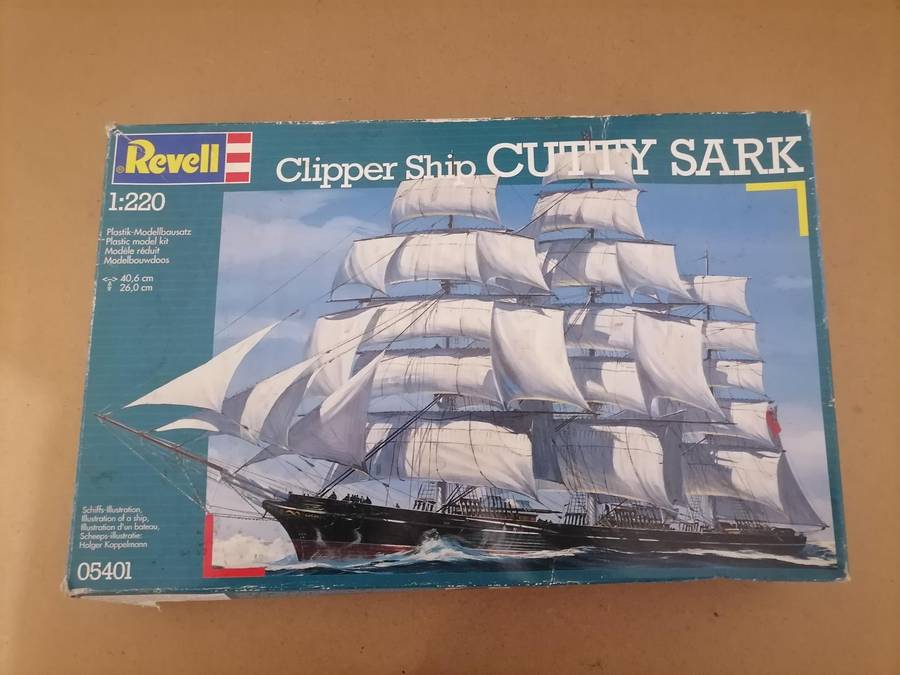 ®Revell
Clipper Ship CUTTY SARK
1:220
Plastik-Modellbausatz
Plastic model kit
Modèle réduit
Modelbouwdoos
<--> 40,6 cm
26,0 cm
Schiffs-Illustration,
Illustration of a ship,
Illustration d'un bateau,
Scheeps-illustratie:
Holger Koppelmann
05401